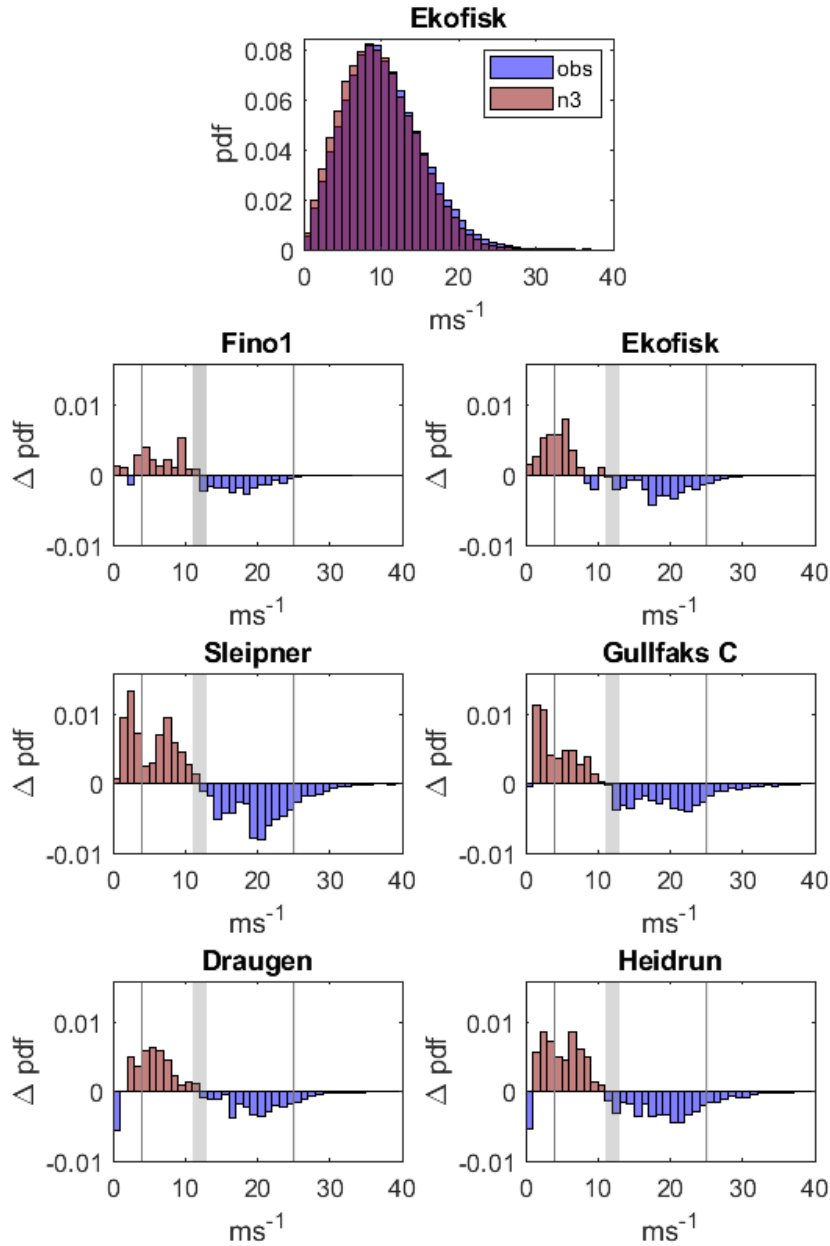 Ekofisk
0.08
0.06
0.04
0.02
0
pdf
obs
n3
0 10 20 30 40
ms⁻¹
Fino1 Ekofisk
0.01 0.01
0 0
-0.01 -0.01
Δ pdf Δ pdf
0 10 20 30 40 0 10 20 30 40
ms⁻¹ ms⁻¹
Sleipner Gullfaks C
0.01 0.01
0 0
-0.01 -0.01
Δ pdf Δ pdf
0 10 20 30 40 0 10 20 30 40
ms⁻¹ ms⁻¹
Draugen Heidrun
0.01 0.01
0 0
-0.01 -0.01
Δ pdf Δ pdf
0 10 20 30 40 0 10 20 30 40
ms⁻¹ ms⁻¹